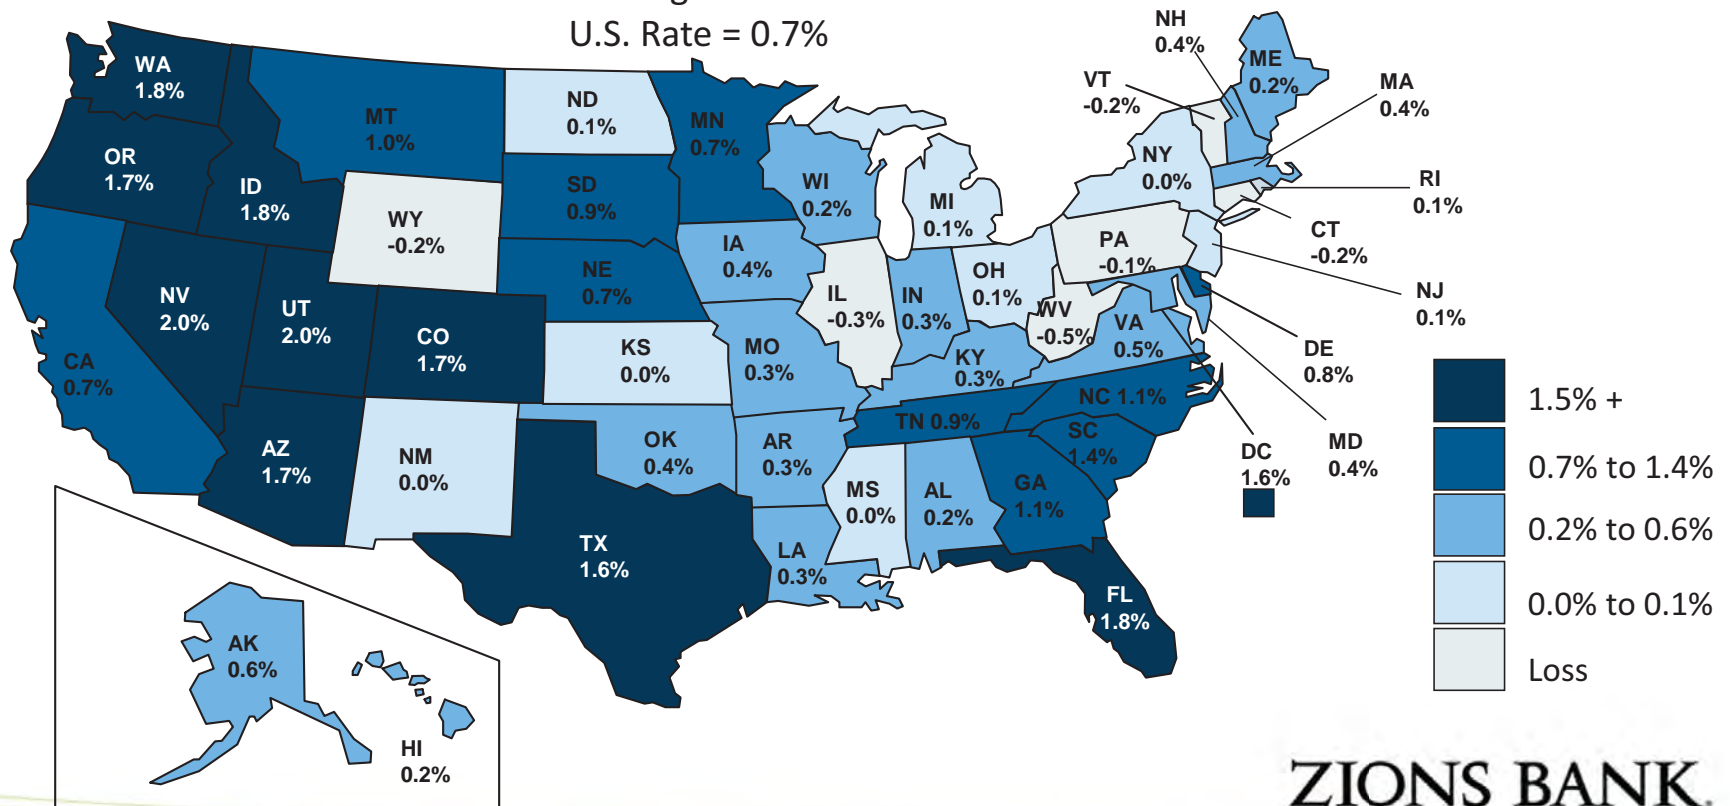 U.S. Rate = 0.7%
WA
1.8%
OR
1.7%
ID
1.8%
MT
1.0%
WY
-0.2%
ND
0.1%
SD
0.9%
NE
0.7%
MN
0.7%
WI
0.2%
IA
0.4%
CA
0.7%
NV
2.0%
UT
2.0%
CO
1.7%
KS
0.0%
MO
0.3%
IL
-0.3%
IN
0.3%
MI
0.1%
OH
0.1%
KY
0.3%
WV
-0.5%
VA
0.5%
PA
-0.1%
NY
0.0%
VT
-0.2%
NH
0.4%
ME
0.2%
MA
0.4%
RI
0.1%
CT
-0.2%
NJ
0.1%
DE
0.8%
MD
0.4%
DC
1.6%
AZ
1.7%
NM
0.0%
OK
0.4%
AR
0.3%
TN 0.9%
NC 1.1%
SC
1.4%
GA
1.1%
AL
0.2%
MS
0.0%
LA
0.3%
TX
1.6%
FL
1.8%
AK
0.6%
HI
0.2%
1.5% +
0.7% to 1.4%
0.2% to 0.6%
0.0% to 0.1%
Loss
ZIONS BANK.